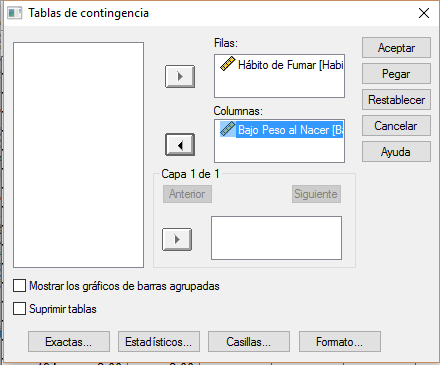 Tablas de contingencia
Filas:
Hábito de Fumar [Habi
Columnas:
Bajo Peso al Nacer [B
Capa 1 de 1
Anterior
Siguiente
Aceptar
Pegar
Restablecer
Cancelar
Ayuda
Mostrar los gráficos de barras agrupadas
Suprimir tablas
Exactas...
Estadísticos...
Casillas...
Formato...